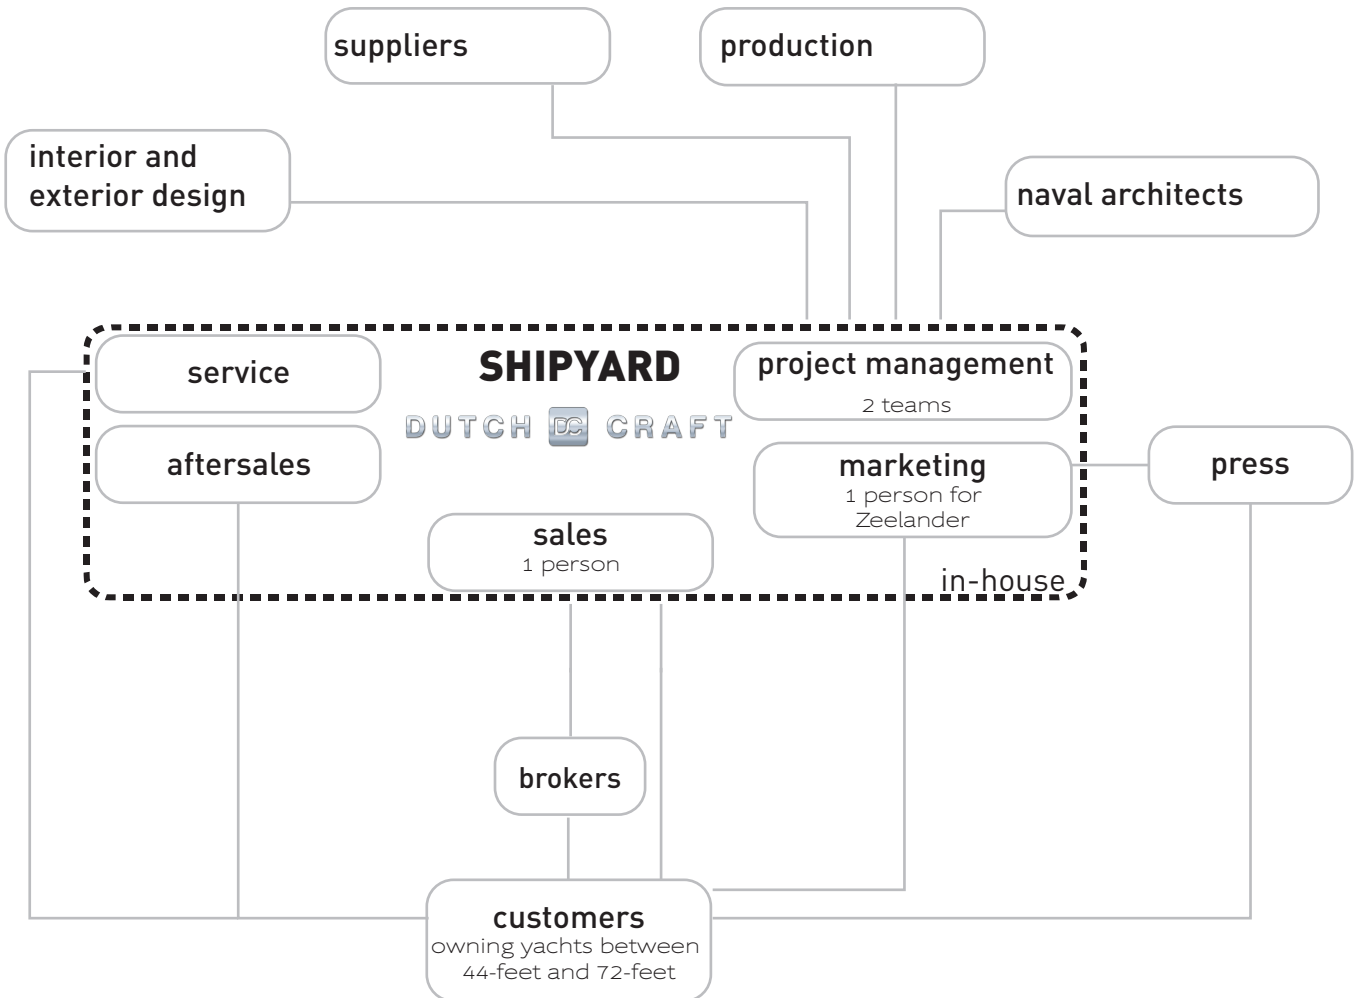 suppliers
production
interior and
exterior design
naval architects
service
SHIPYARD
project management
2 teams
DUTCH DC CRAFT
aftersales
marketing
1 person for
Zeelander
press
sales
1 person
in-house
brokers
customers
owning yachts between
44-feet and 72-feet